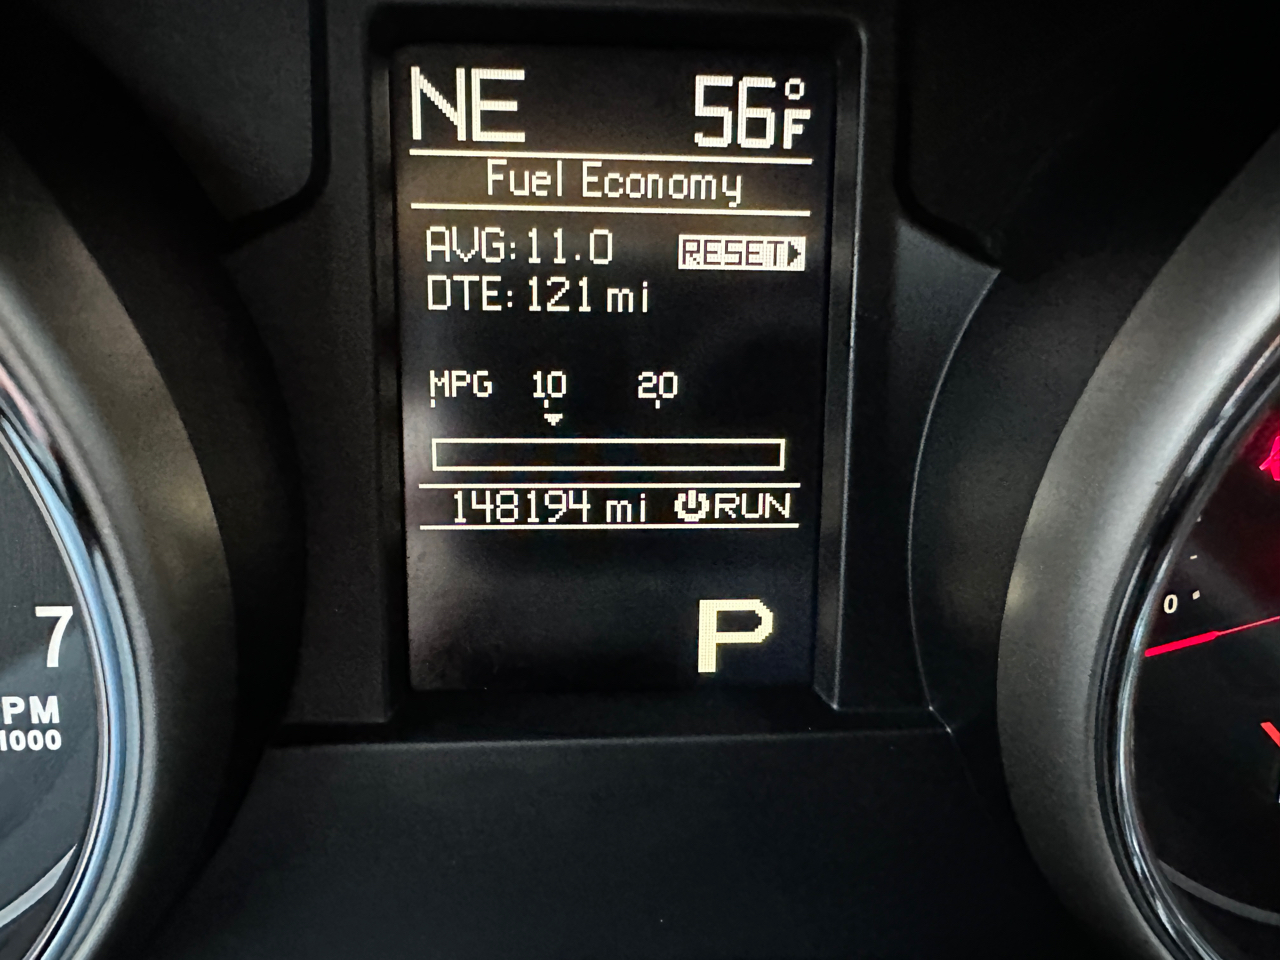 NE 56°F
Fuel Economy
AVG: 11.0 RESET
DTE: 121 mi
MPG 10 20
148194 mi RUN
P
7
PM
1000
0